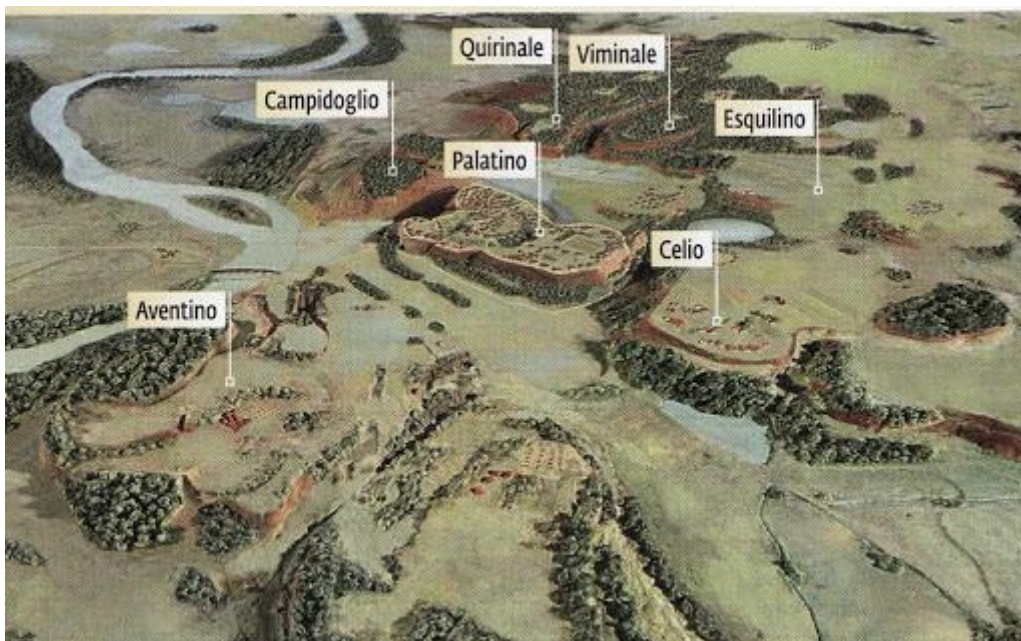 Quirinale
Viminale
Campidoglio
Esquilino
Palatino
Celio
Aventino